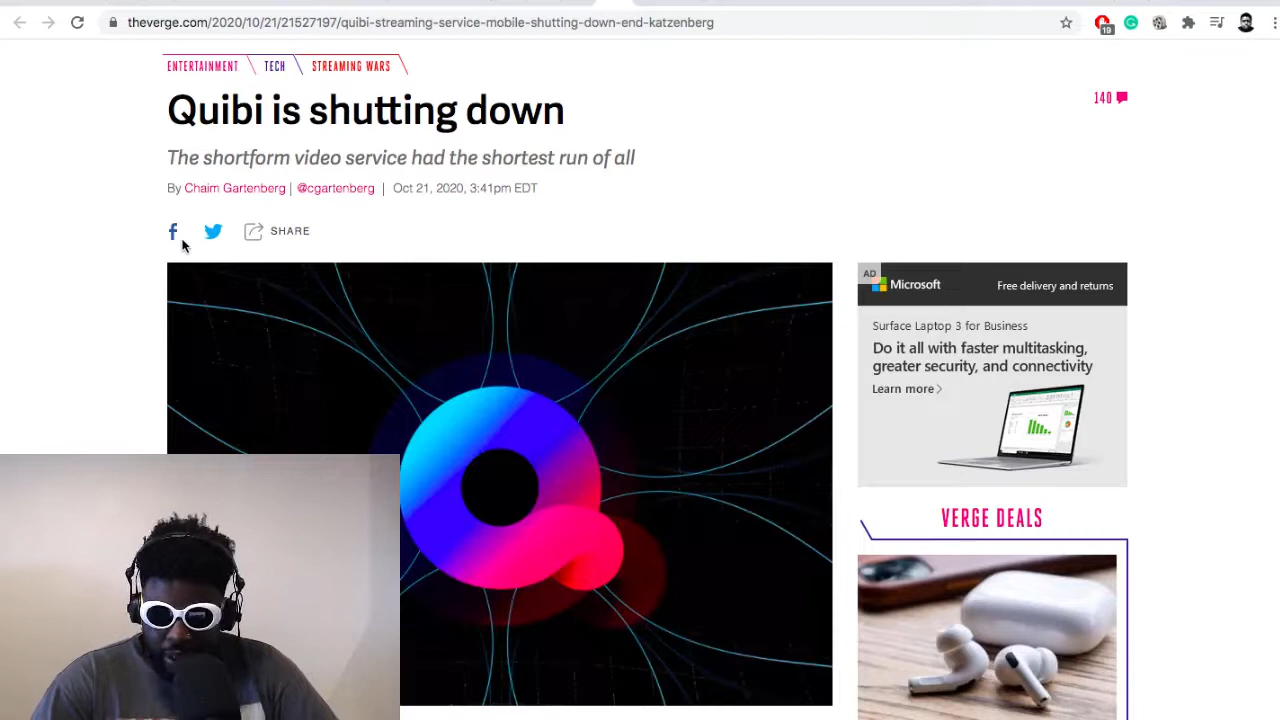 theverge.com/2020/10/21/21527197/quibi-streaming-service-mobile-shutting-down-end-katzenberg
19
ENTERTAINMENT TECH STREAMING WARS
Quibi is shutting down
140
The shortform video service had the shortest run of all
By Chaim Gartenberg | @cgartenberg | Oct 21, 2020, 3:41pm EDT
f SHARE
AD
Microsoft Free delivery and returns
Surface Laptop 3 for Business
Do it all with faster multitasking,
greater security, and connectivity
Learn more
VERGE DEALS